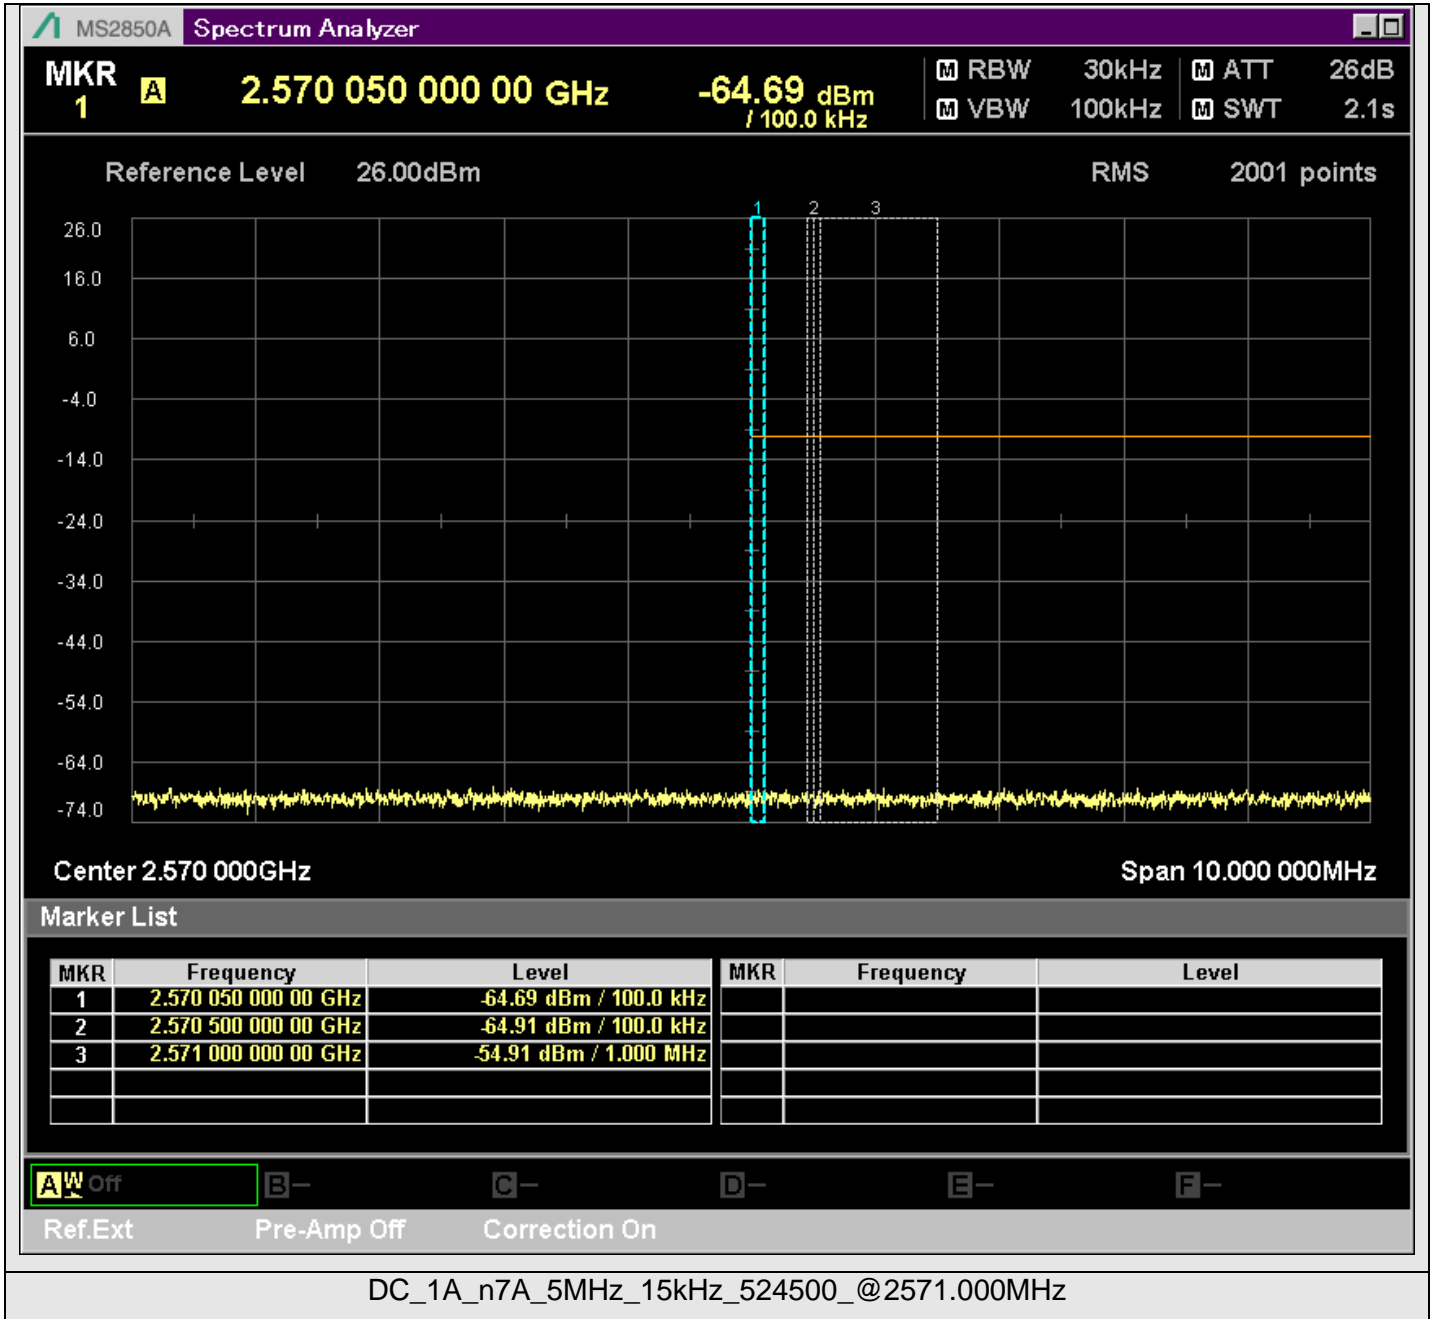 MS2850A Spectrum Analyzer
MKR 1 A 2.570 050 000 00 GHz -64.69 dBm / 100.0 kHz
M RBW 30kHz M ATT 26dB
M VBW 100kHz M SWT 2.1s
Reference Level 26.00dBm RMS 2001 points
1 2 3
26.0
16.0
6.0
-4.0
-14.0
-24.0
-34.0
-44.0
-54.0
-64.0
-74.0
Center 2.570 000GHz Span 10.000 000MHz
Marker List
MKR Frequency Level MKR Frequency Level
1 2.570 050 000 00 GHz -64.69 dBm / 100.0 kHz
2 2.570 500 000 00 GHz -64.91 dBm / 100.0 kHz
3 2.571 000 000 00 GHz -54.91 dBm / 1.000 MHz
A W Off B – C – D – E – F –
Ref.Ext Pre-Amp Off Correction On
DC_1A_n7A_5MHz_15kHz_524500_@2571.000MHz